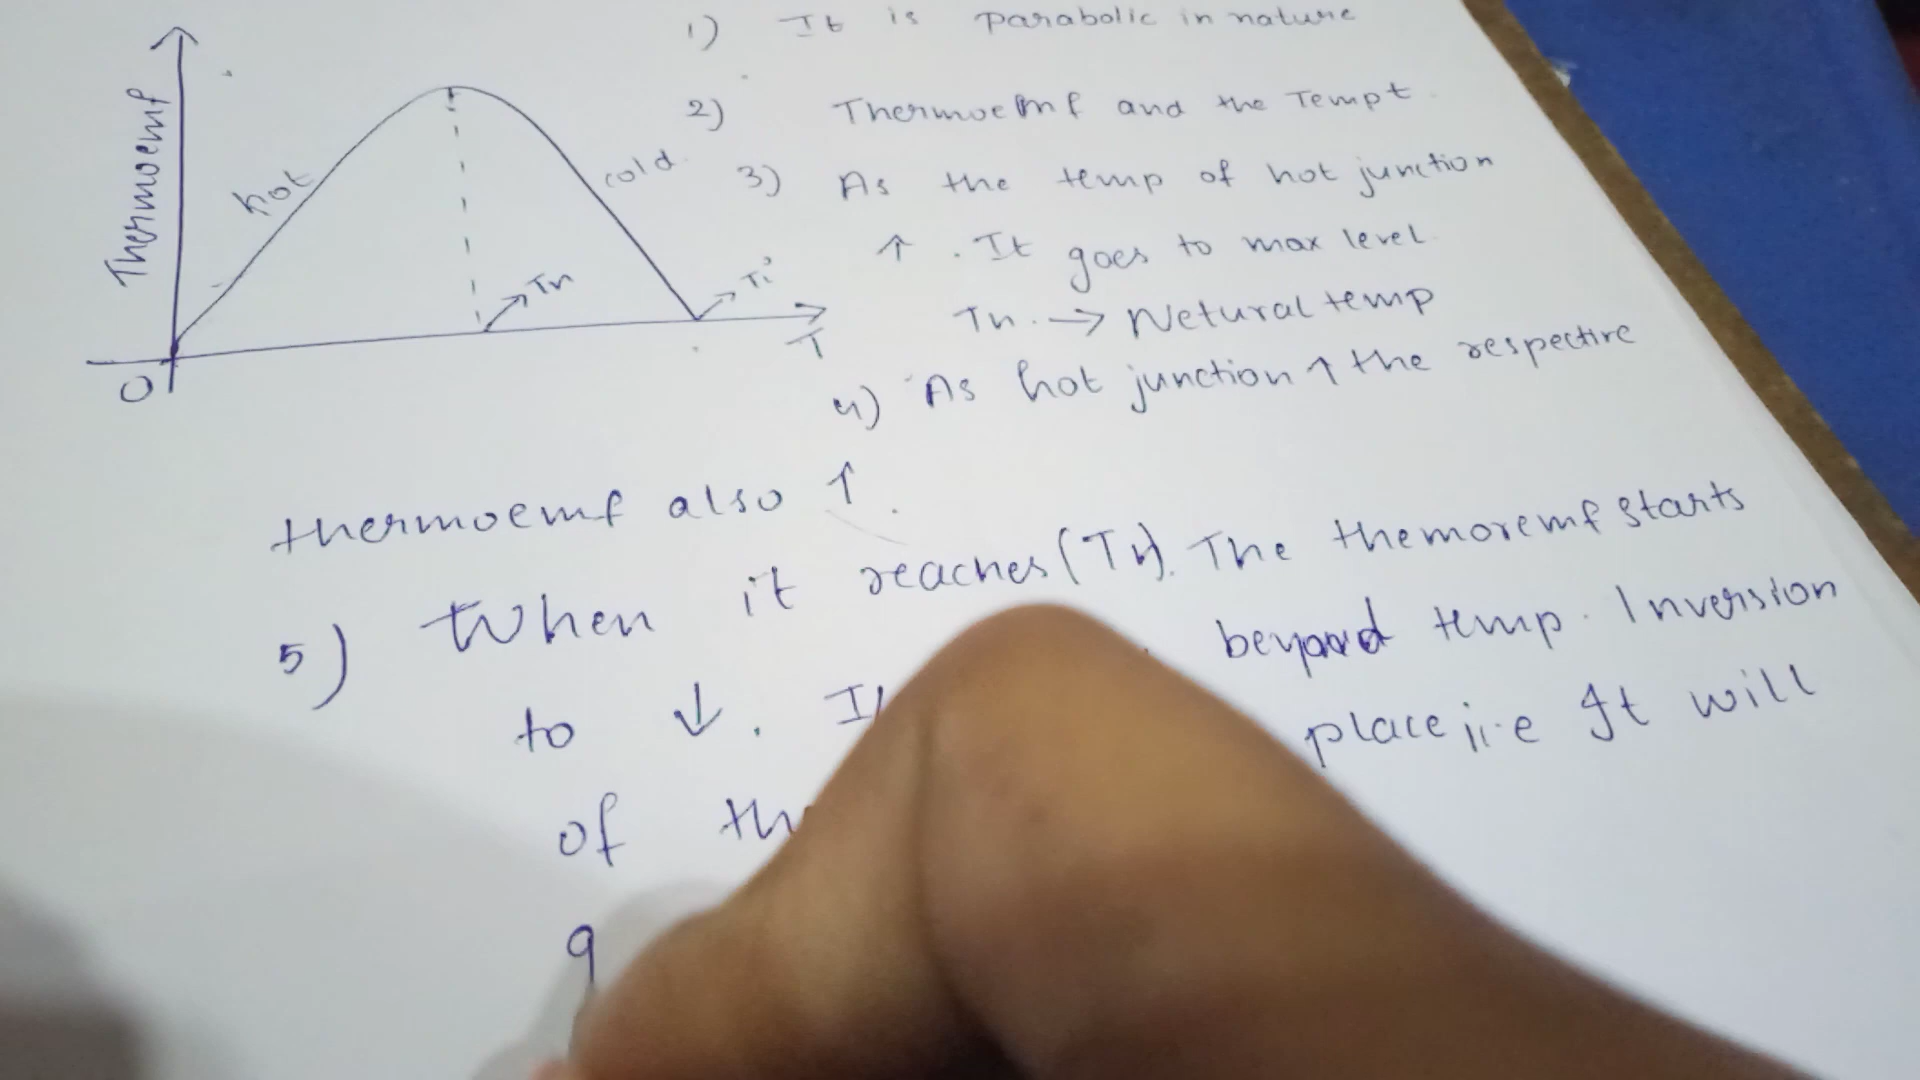 Thermoemf
hot
cold
Tn
Ti
T
O
1) It is parabolic in nature
2) Thermoemf and the Tempt
3) As the temp of hot junction
↑ . It goes to max level.
Tn. → Netural temp
4) As hot junction ↑ the respective
thermoemf also ↑ .
5) When it reaches (Tn). The themoremf starts
to ↓ . beyond temp. Inversion
of place i.e It will